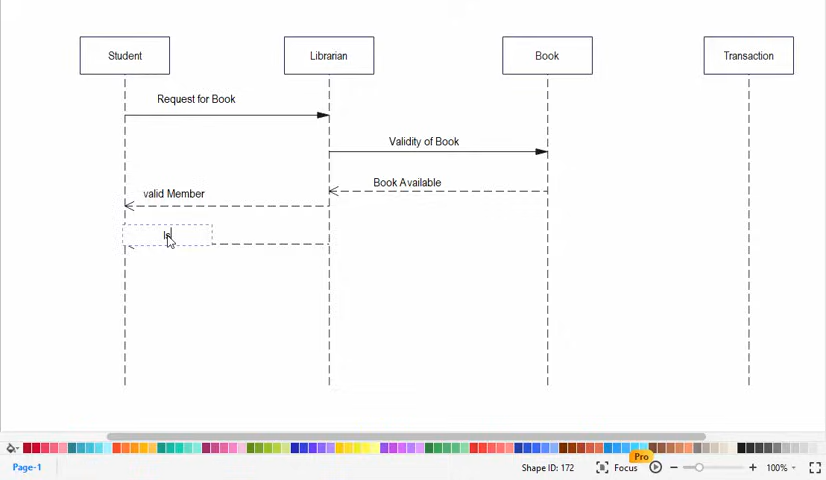 Student Librarian Book Transaction
Request for Book
Validity of Book
Book Available
valid Member
Page-1 Shape ID: 172 Focus Pro 100%